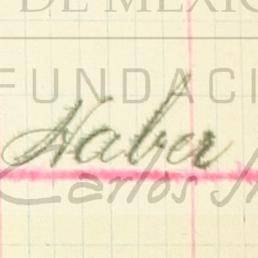 DE MEXIC
FUNDACI
Haber
Carlos